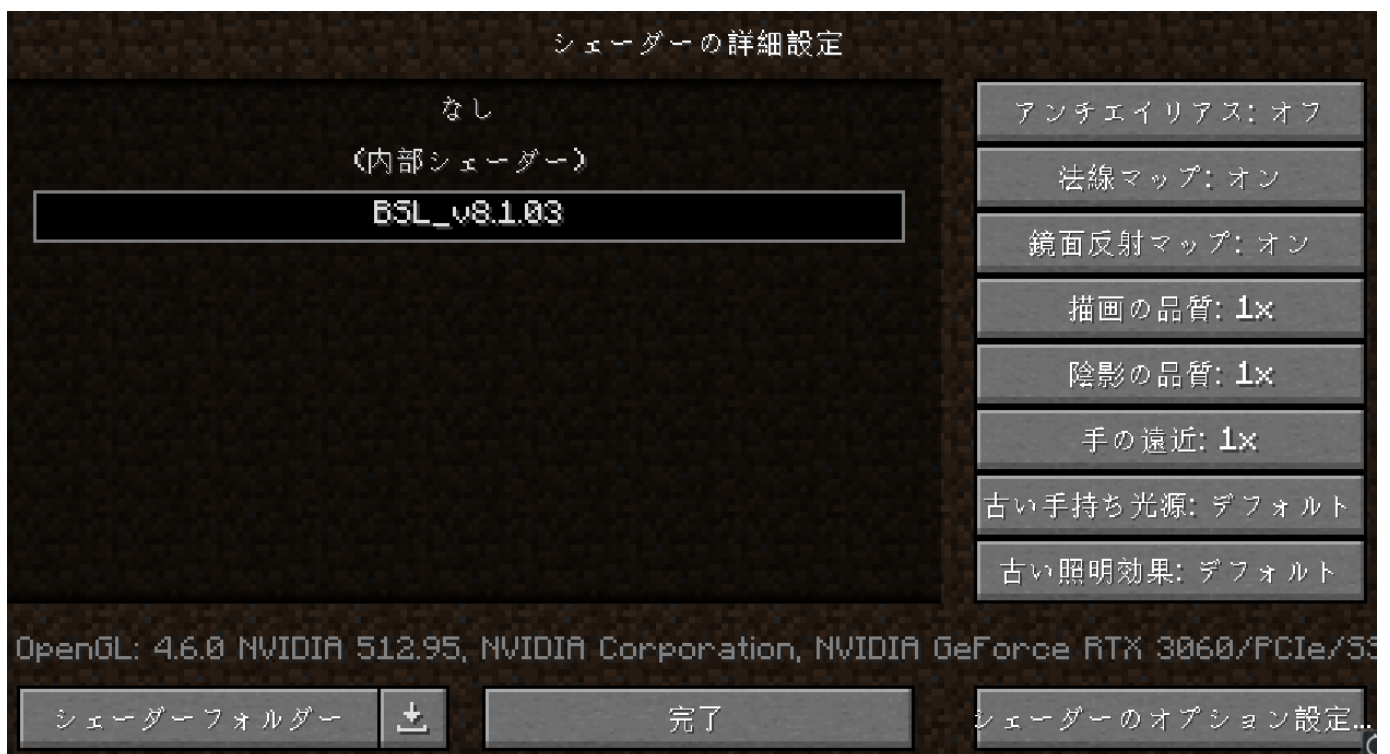 シェーダーの詳細設定
なし
(内部シェーダー)
BSL_v8.1.03
アンチエイリアス: オフ
法線マップ: オン
鏡面反射マップ: オン
描画の品質: 1x
陰影の品質: 1x
手の遠近: 1x
古い手持ち光源: デフォルト
古い照明効果: デフォルト
OpenGL: 4.6.0 NVIDIA 512.95, NVIDIA Corporation, NVIDIA GeForce RTX 3060/PCIe/SS
シェーダーフォルダー
完了
シェーダーのオプション設定...